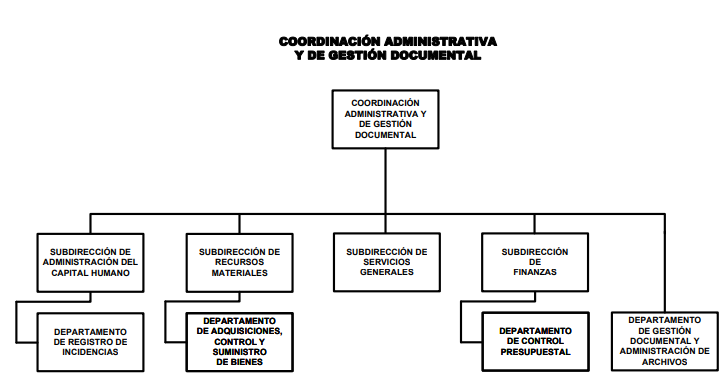 COORDINACIÓN ADMINISTRATIVA
Y DE GESTIÓN DOCUMENTAL
COORDINACIÓN
ADMINISTRATIVA Y
DE GESTIÓN
DOCUMENTAL
SUBDIRECCIÓN DE
ADMINISTRACIÓN DEL
CAPITAL HUMANO
SUBDIRECCIÓN DE
RECURSOS
MATERIALES
SUBDIRECCIÓN DE
SERVICIOS
GENERALES
SUBDIRECCIÓN
DE
FINANZAS
DEPARTAMENTO
DE REGISTRO DE
INCIDENCIAS
DEPARTAMENTO
DE ADQUISICIONES,
CONTROL Y
SUMINISTRO
DE BIENES
DEPARTAMENTO
DE CONTROL
PRESUPUESTAL
DEPARTAMENTO
DE GESTIÓN
DOCUMENTAL Y
ADMINISTRACIÓN DE
ARCHIVOS